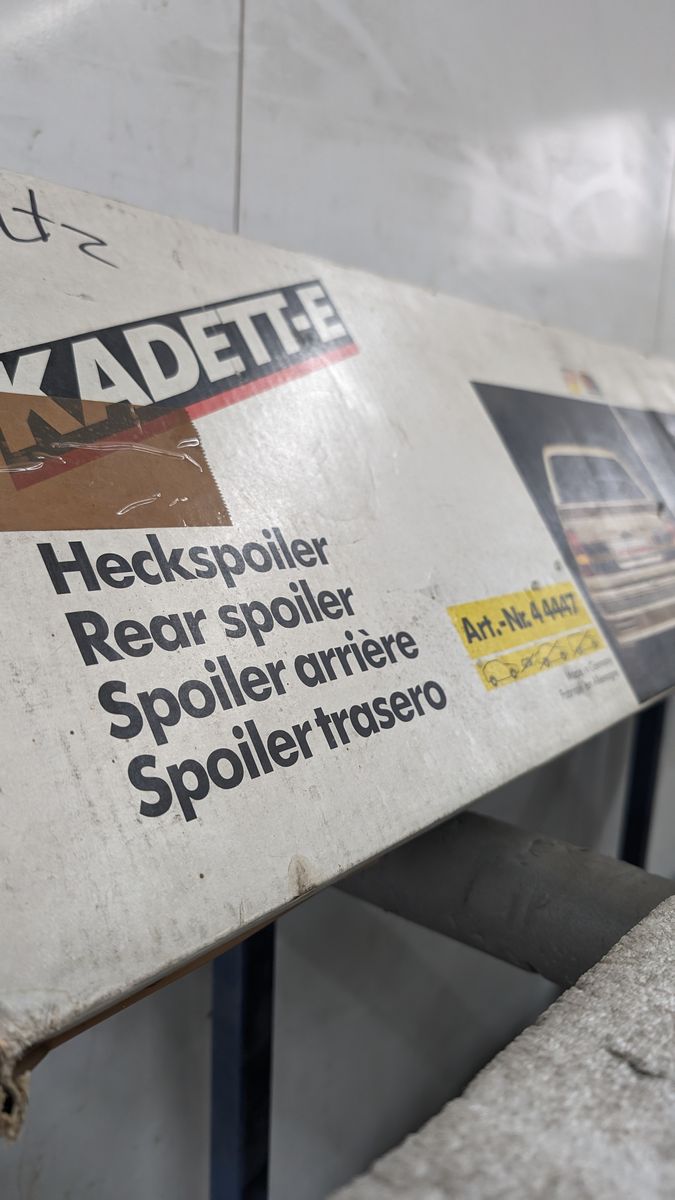 KADETT-E
Heckspoiler
Rear spoiler
Spoiler arrière
Spoiler trasero
Art.-Nr. 4 4447